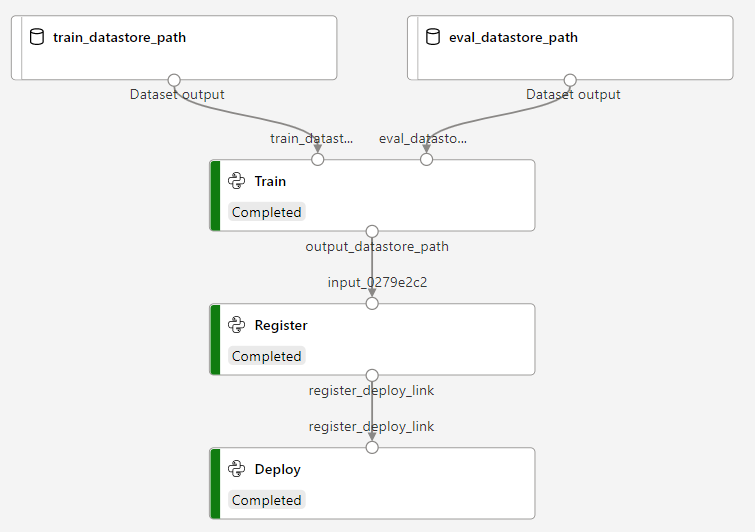 train_datastore_path
eval_datastore_path
Dataset output
Dataset output
train_datast...
eval_datasto...
Train
Completed
output_datastore_path
input_0279e2c2
Register
Completed
register_deploy_link
register_deploy_link
Deploy
Completed